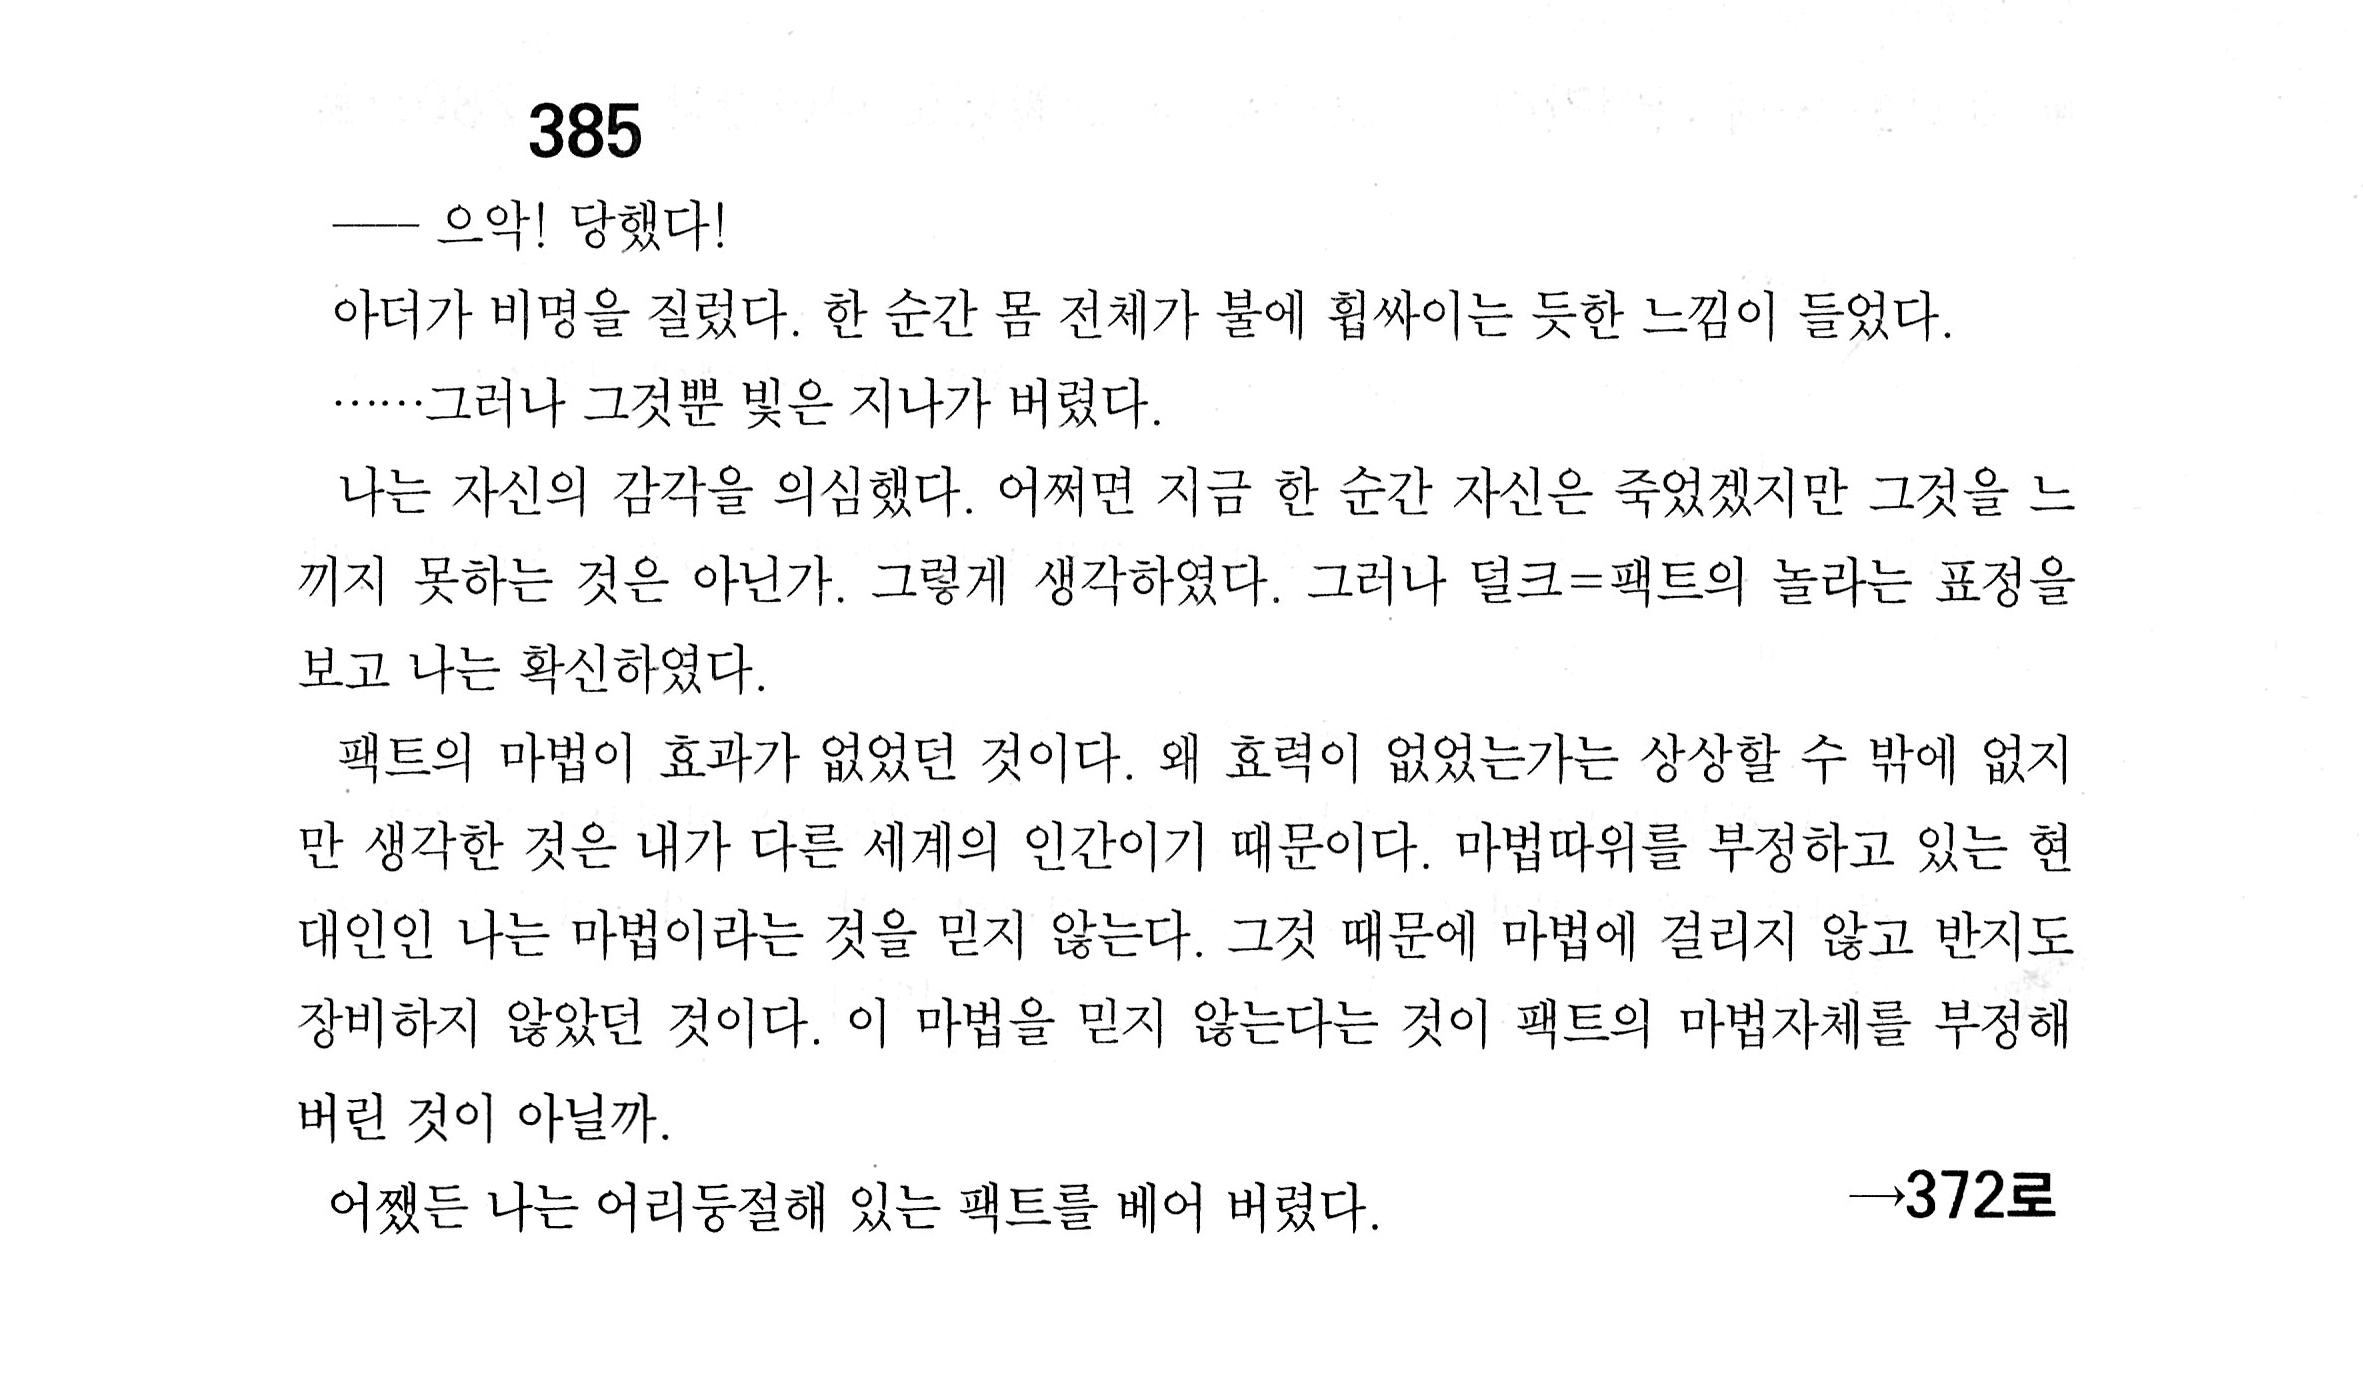 385
── 으악! 당했다!
아더가 비명을 질렀다. 한 순간 몸 전체가 불에 휩싸이는 듯한 느낌이 들었다.
……그러나 그것뿐 빛은 지나가 버렸다.
나는 자신의 감각을 의심했다. 어쩌면 지금 한 순간 자신은 죽었겠지만 그것을 느
끼지 못하는 것은 아닌가. 그렇게 생각하였다. 그러나 덜크=팩트의 놀라는 표정을
보고 나는 확신하였다.
팩트의 마법이 효과가 없었던 것이다. 왜 효력이 없었는가는 상상할 수 밖에 없지
만 생각한 것은 내가 다른 세계의 인간이기 때문이다. 마법따위를 부정하고 있는 현
대인인 나는 마법이라는 것을 믿지 않는다. 그것 때문에 마법에 걸리지 않고 반지도
장비하지 않았던 것이다. 이 마법을 믿지 않는다는 것이 팩트의 마법자체를 부정해
버린 것이 아닐까.
어쨌든 나는 어리둥절해 있는 팩트를 베어 버렸다. →372로